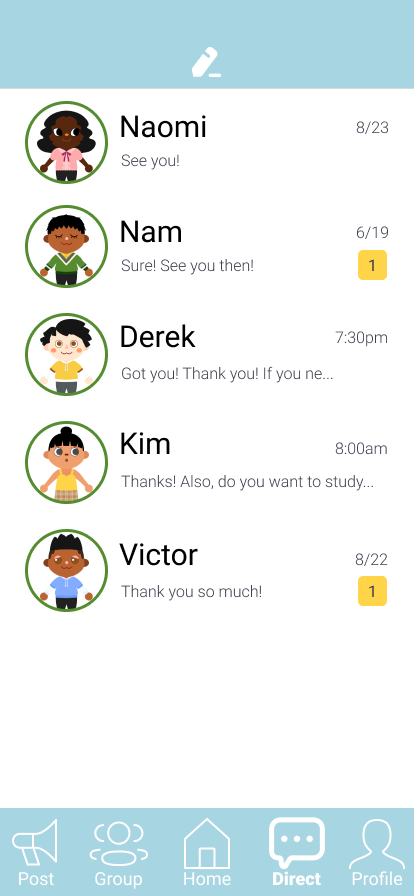 Naomi 8/23
See you!
Nam 6/19
Sure! See you then! 1
Derek 7:30pm
Got you! Thank you! If you ne...
Kim 8:00am
Thanks! Also, do you want to study...
Victor 8/22
Thank you so much! 1
Post Group Home Direct Profile